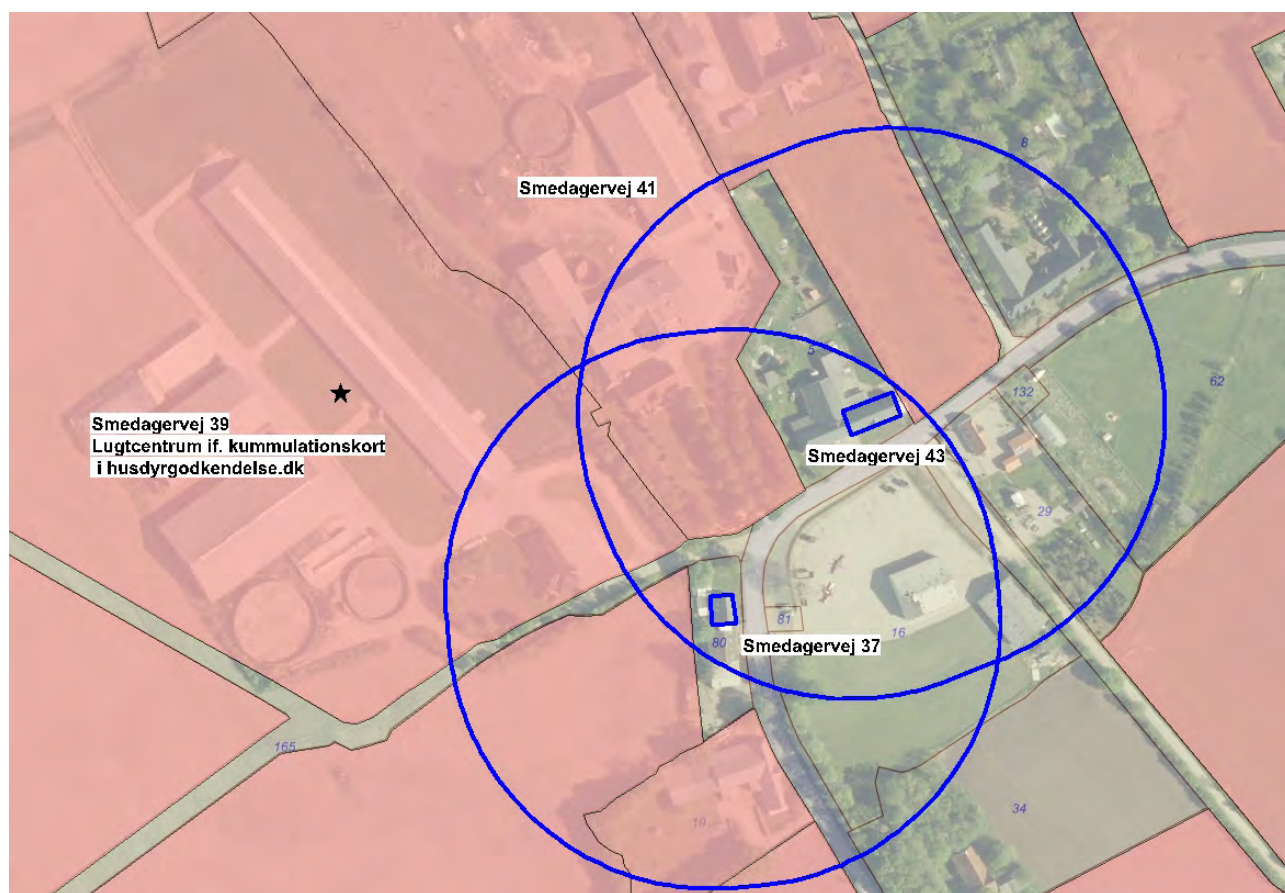 8
Smedagervej 41
5
62
132
Smedagervej 39
Lugtcentrum if. kummulationskort
i husdyrgodkendelse.dk
Smedagervej 43
29
81
16
80
Smedagervej 37
165
34
19